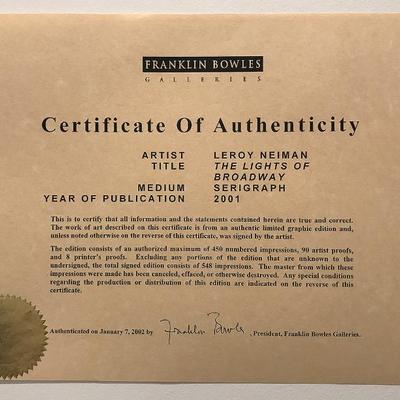 FRANKLIN BOWLES
GALLERIES
Certificate Of Authenticity
ARTIST LEROY NEIMAN
TITLE THE LIGHTS OF
BROADWAY
MEDIUM SERIGRAPH
YEAR OF PUBLICATION 2001
This is to certify that all information and the statements contained herein are true and correct.
The work of art described on this certificate is from an authentic limited graphic edition and,
unless noted otherwise on the reverse of this certificate, was signed by the artist.
The edition consists of an authorized maximum of 450 numbered impressions, 90 artist proofs,
and 8 printer's proofs. Excluding any portions of the edition that are unknown to the
undersigned, the total signed edition consists of 548 impressions. The master from which these
impressions were made has been canceled, effaced, or otherwise destroyed. Any special conditions
regarding the production or distribution of this edition are indicated on the reverse of this
certificate.
Authenticated on January 7, 2002 by Franklin Bowles, President, Franklin Bowles Galleries.